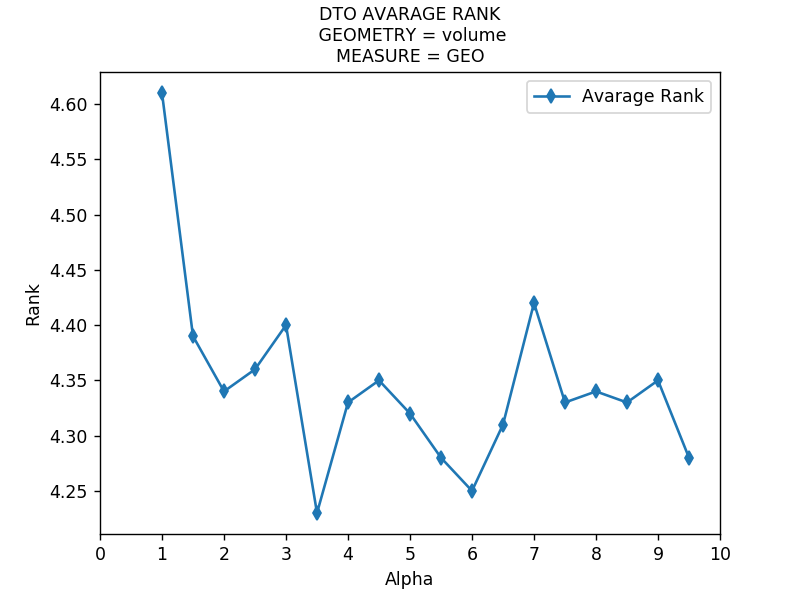 DTO AVARAGE RANK
GEOMETRY = volume
MEASURE = GEO
Avarage Rank
4.60
4.55
4.50
4.45
4.40
4.35
4.30
4.25
Rank
0 1 2 3 4 5 6 7 8 9 10
Alpha